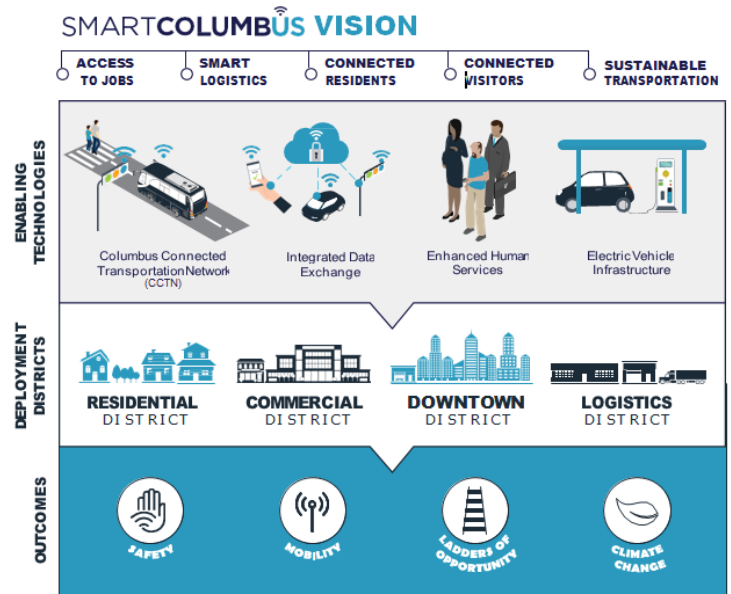 SMARTCOLUMBUS VISION
ACCESS
TO JOBS
SMART
LOGISTICS
CONNECTED
RESIDENTS
CONNECTED
VISITORS
SUSTAINABLE
TRANSPORTATION
ENABLING
TECHNOLOGIES
Columbus Connected
Transportation Network
(CCTN)
Integrated Data
Exchange
Enhanced Human
Services
Electric Vehicle
Infrastructure
DEPLOYMENT
DISTRICTS
RESIDENTIAL
DISTRICT
COMMERCIAL
DISTRICT
DOWNTOWN
DISTRICT
LOGISTICS
DISTRICT
OUTCOMES
SAFETY
MOBILITY
LADDERS OF
OPPORTUNITY
CLIMATE
CHANGE